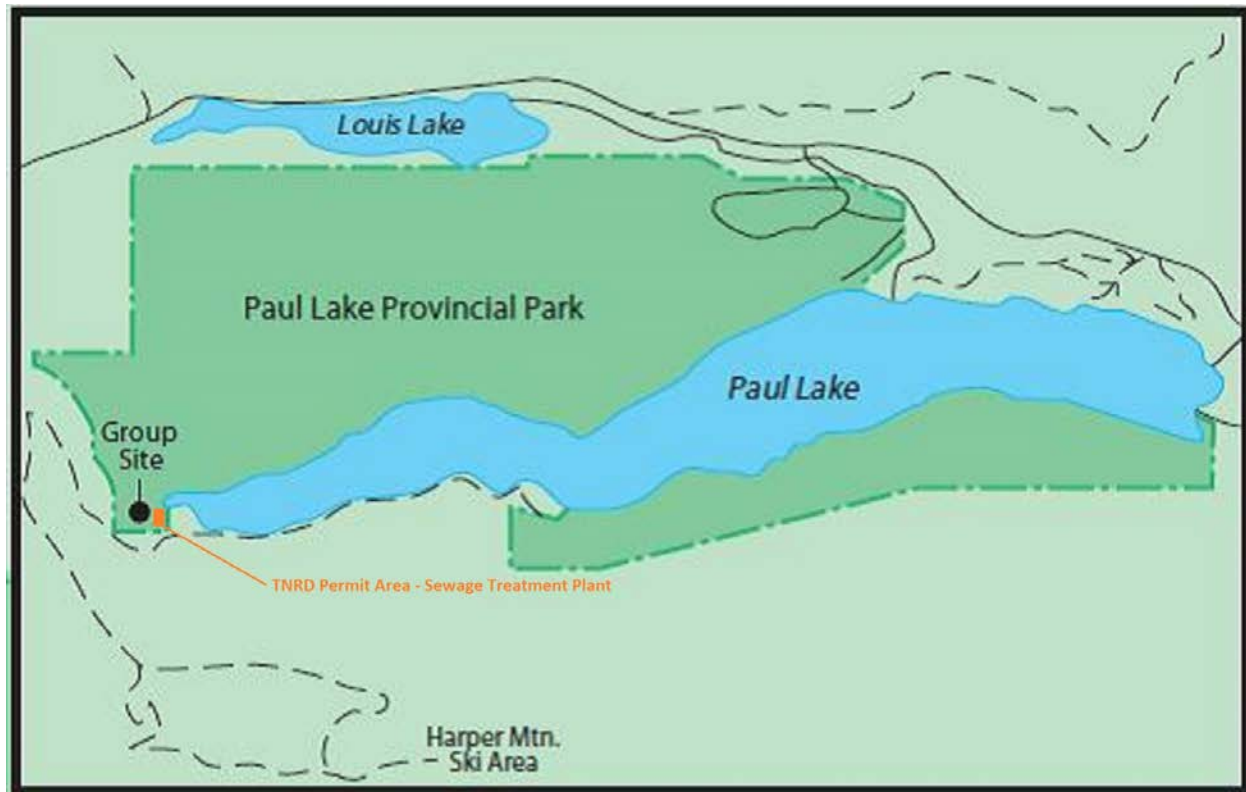 Louis Lake
Paul Lake Provincial Park
Paul Lake
Group
Site
TNRD Permit Area - Sewage Treatment Plant
Harper Mtn.
Ski Area